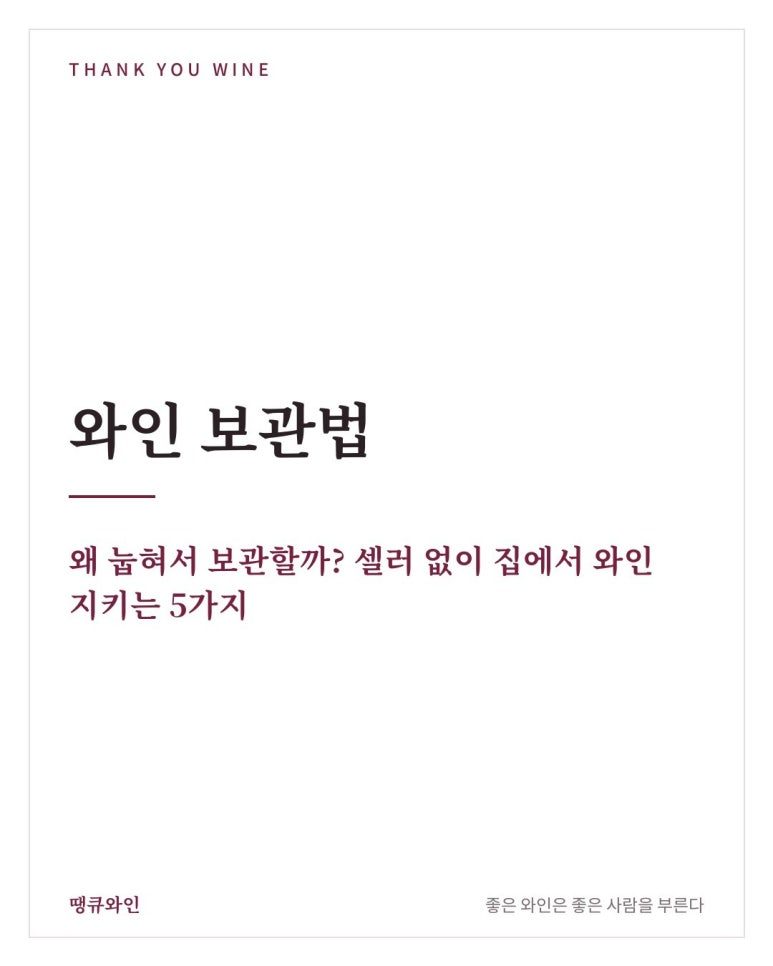 THANK YOU WINE
와인 보관법
왜 눕혀서 보관할까? 셀러 없이 집에서 와인
지키는 5가지
땡큐와인
좋은 와인은 좋은 사람을 부른다